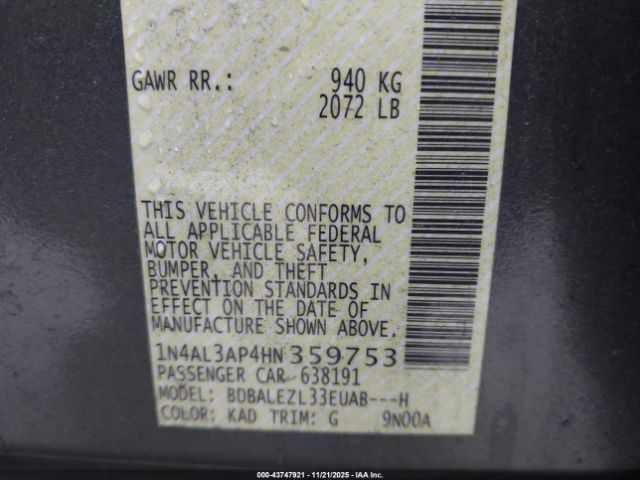 GAWR RR.: 940 KG
2072 LB
THIS VEHICLE CONFORMS TO
ALL APPLICABLE FEDERAL
MOTOR VEHICLE SAFETY,
BUMPER, AND THEFT
PREVENTION STANDARDS IN
EFFECT ON THE DATE OF
MANUFACTURE SHOWN ABOVE.
1N4AL3AP4HN359753
PASSENGER CAR 638191
MODEL: BDBALEZL33EUAB---H
COLOR: KAD TRIM: G 9N00A
000-43747921 | 11/21/2025 | IAA Inc.